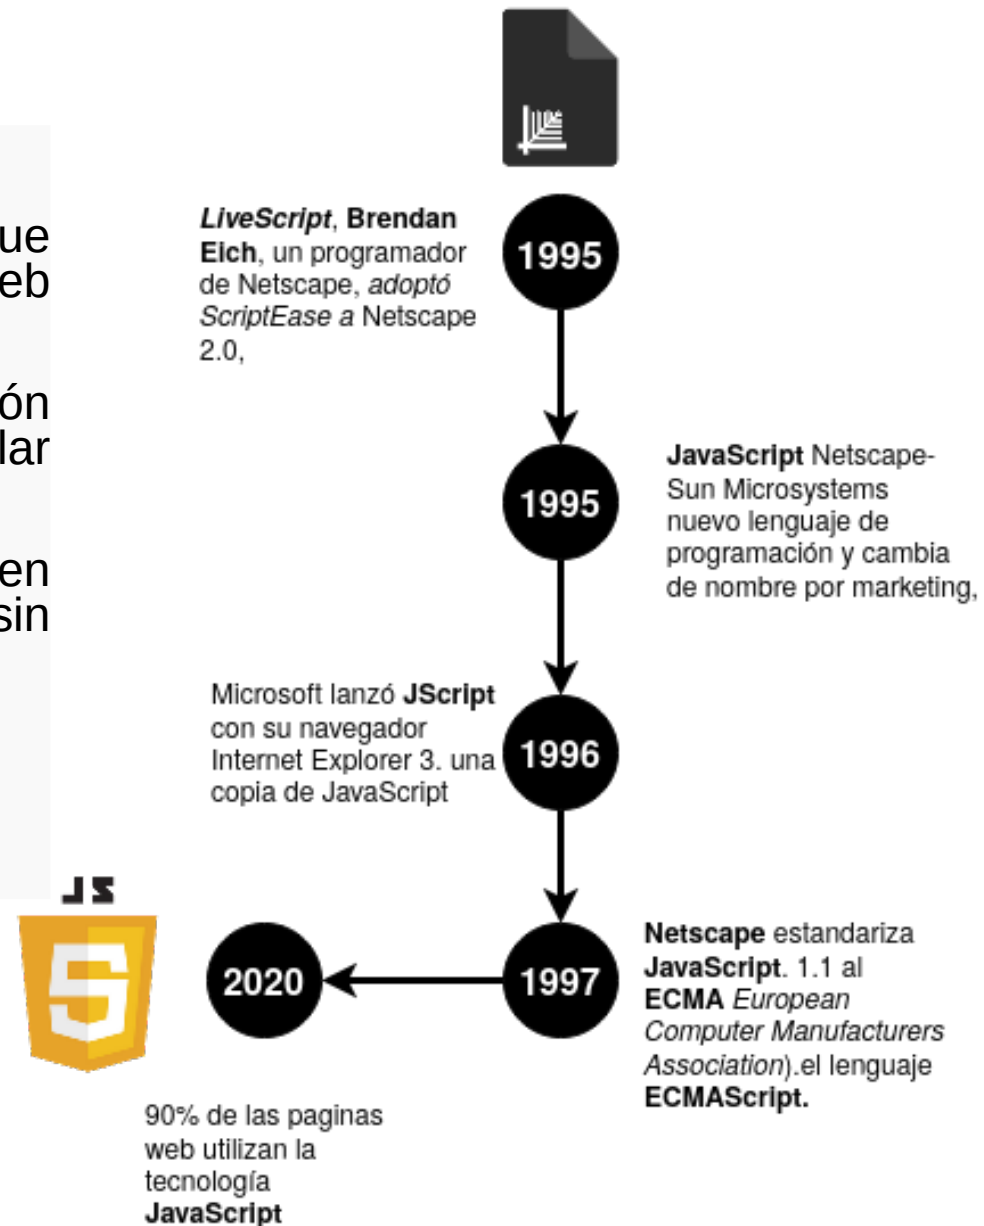 ue
eb
ón
lar
en
sin
LiveScript, Brendan
Eich, un programador
de Netscape, adoptó
ScriptEase a Netscape
2.0,
1995
1995
JavaScript Netscape-
Sun Microsystems
nuevo lenguaje de
programación y cambia
de nombre por marketing,
Microsoft lanzó JScript
con su navegador
Internet Explorer 3. una
copia de JavaScript
1996
1997
Netscape estandariza
JavaScript. 1.1 al
ECMA European
Computer Manufacturers
Association).el lenguaje
ECMAScript.
JS
5
2020
90% de las paginas
web utilizan la
tecnología
JavaScript